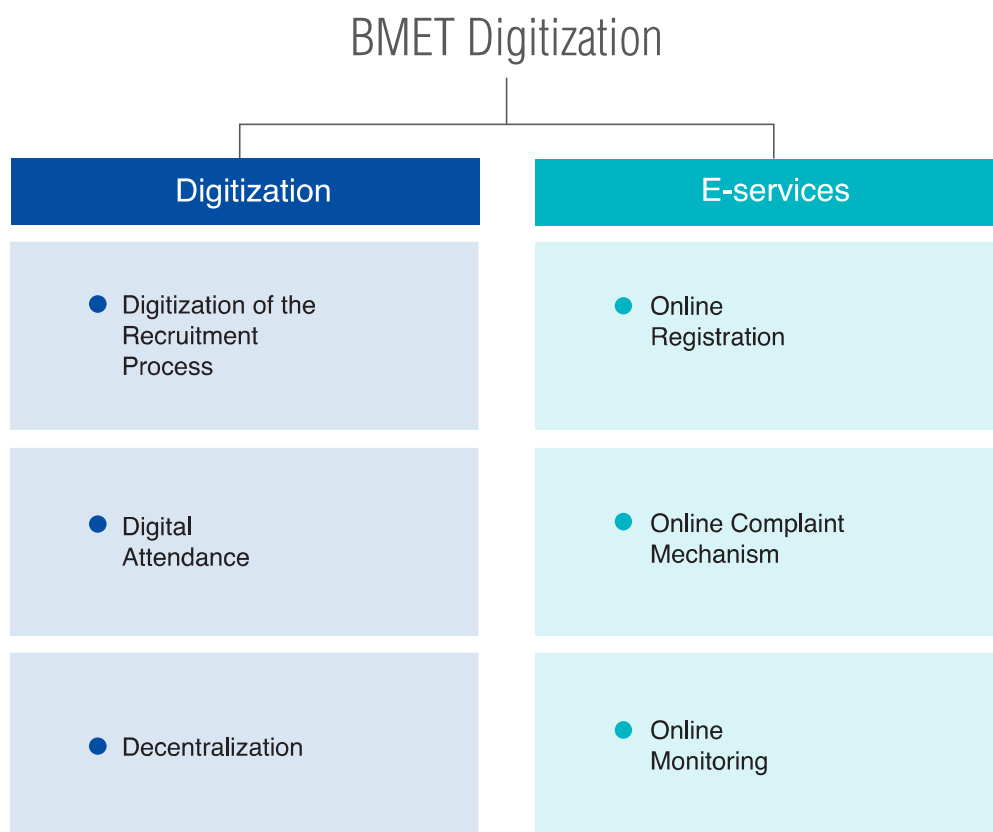 BMET Digitization
Digitization
Digitization of the
Recruitment
Process
Digital
Attendance
Decentralization
E-services
Online
Registration
Online Complaint
Mechanism
Online
Monitoring